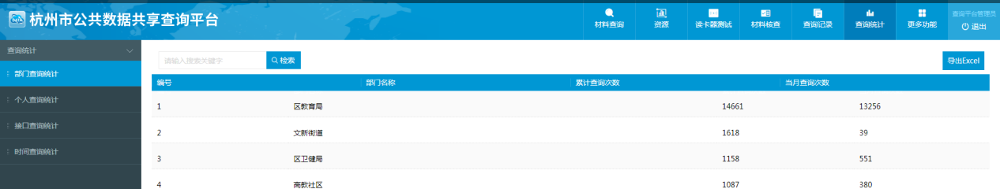 DATA
杭州市公共数据共享查询平台
材料查询
资源
读卡器测试
材料核查
查询记录
查询统计
更多功能
查询平台管理员
退出
查询统计
部门查询统计
个人查询统计
接口查询统计
时间查询统计
请输入搜索关键字 检索 导出Excel
编号 部门名称 累计查询次数 当月查询次数
1 区教育局 14661 13256
2 文新街道 1618 39
3 区卫健局 1158 551
4 高教社区 1087 380